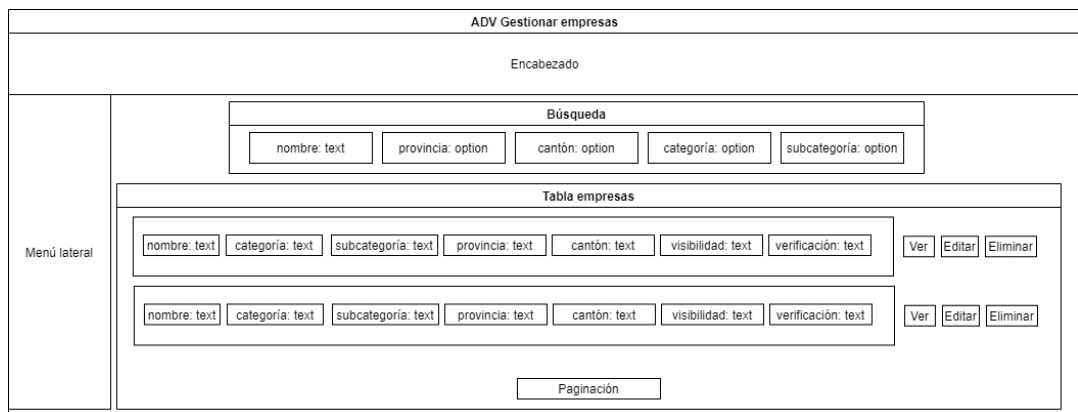 ADV Gestionar empresas
Encabezado
Menú lateral
Búsqueda
nombre: text provincia: option cantón: option categoría: option subcategoría: option
Tabla empresas
nombre: text categoría: text subcategoría: text provincia: text cantón: text visibilidad: text verificación: text Ver Editar Eliminar
nombre: text categoría: text subcategoría: text provincia: text cantón: text visibilidad: text verificación: text Ver Editar Eliminar
Paginación